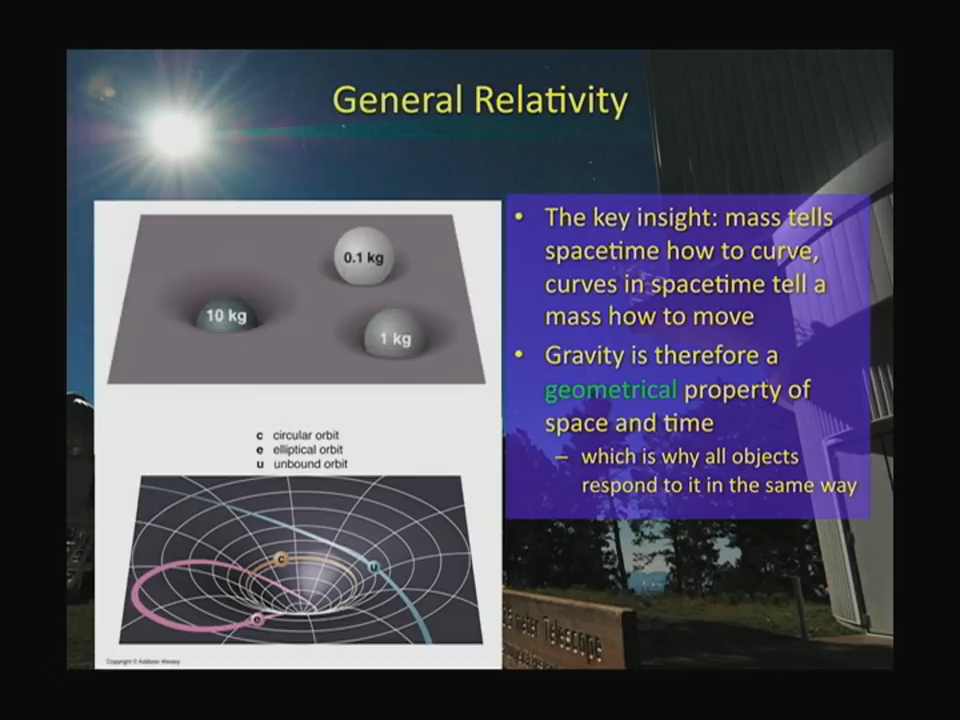 General Relativity
0.1 kg
10 kg
1 kg
c circular orbit
e elliptical orbit
u unbound orbit
c
u
e
Copyright © Addison Wesley
• The key insight: mass tells
spacetime how to curve,
curves in spacetime tell a
mass how to move
• Gravity is therefore a
geometrical property of
space and time
– which is why all objects
respond to it in the same way
meter Telescope